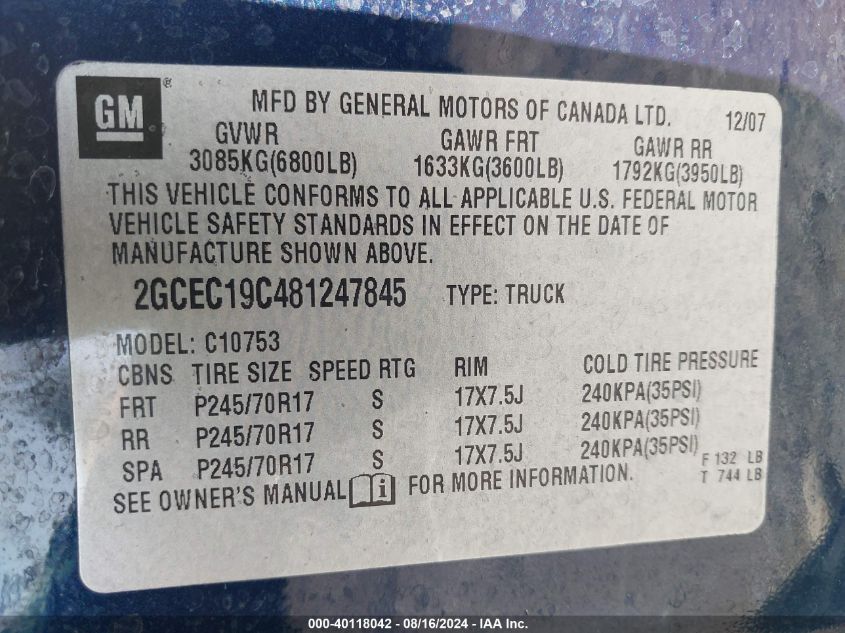 GM®
MFD BY GENERAL MOTORS OF CANADA LTD. 12/07
GVWR GAWR FRT GAWR RR
3085KG(6800LB) 1633KG(3600LB) 1792KG(3950LB)
THIS VEHICLE CONFORMS TO ALL APPLICABLE U.S. FEDERAL MOTOR
VEHICLE SAFETY STANDARDS IN EFFECT ON THE DATE OF
MANUFACTURE SHOWN ABOVE.
2GCEC19C481247845 TYPE: TRUCK
MODEL: C10753
CBNS TIRE SIZE SPEED RTG RIM COLD TIRE PRESSURE
FRT P245/70R17 S 17X7.5J 240KPA(35PSI)
RR P245/70R17 S 17X7.5J 240KPA(35PSI)
SPA P245/70R17 S 17X7.5J 240KPA(35PSI) F 132 LB
T 744 LB
SEE OWNER'S MANUAL i FOR MORE INFORMATION.
000-40118042 - 08/16/2024 - IAA Inc.